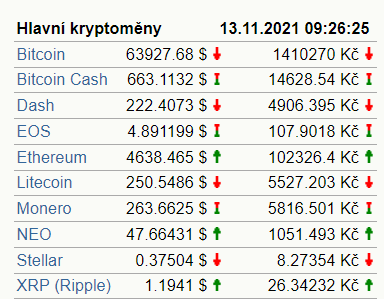 Hlavní kryptoměny 13.11.2021 09:26:25
Bitcoin 63927.68 $ 1410270 Kč
Bitcoin Cash 663.1132 $ 14628.54 Kč
Dash 222.4073 $ 4906.395 Kč
EOS 4.891199 $ 107.9018 Kč
Ethereum 4638.465 $ 102326.4 Kč
Litecoin 250.5486 $ 5527.203 Kč
Monero 263.6625 $ 5816.501 Kč
NEO 47.66431 $ 1051.493 Kč
Stellar 0.37504 $ 8.27354 Kč
XRP (Ripple) 1.1941 $ 26.34232 Kč